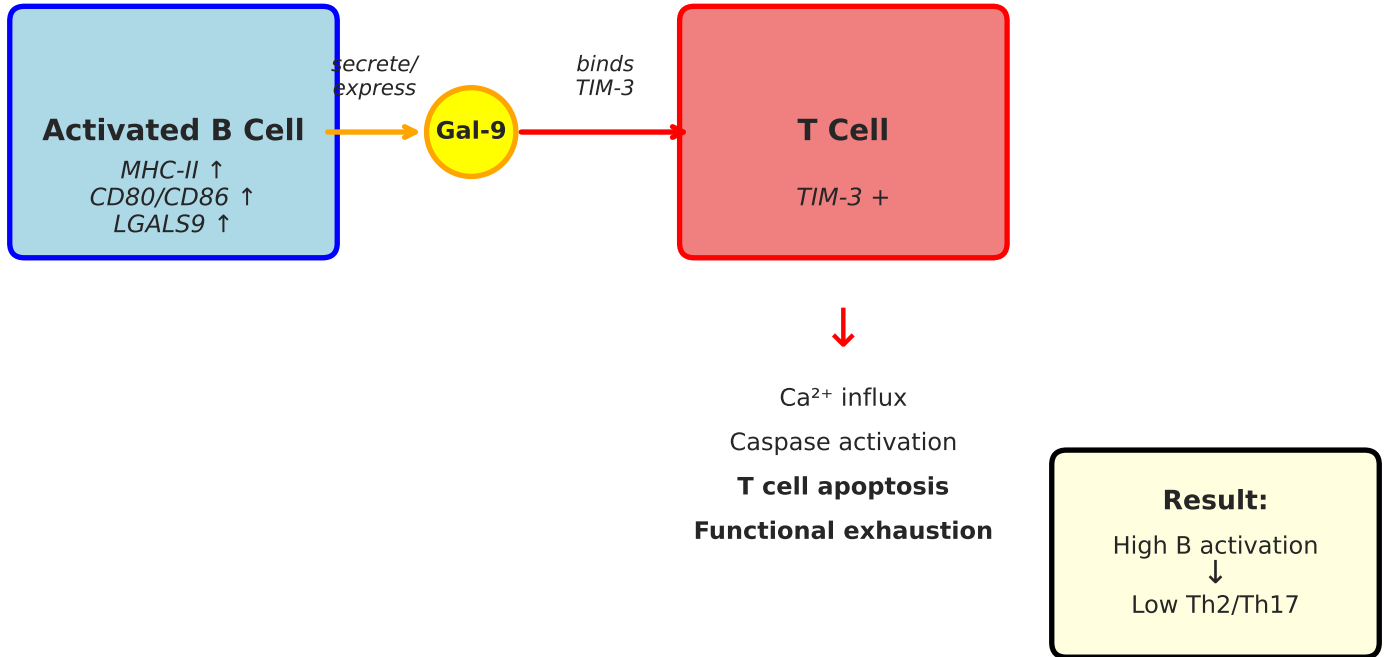 secrete/
express
binds
TIM-3
Activated B Cell
Gal-9
T Cell
MHC-II ↑
CD80/CD86 ↑
LGALS9 ↑
TIM-3 +
↓
Ca²⁺ influx
Caspase activation
T cell apoptosis
Functional exhaustion
Result:
High B activation
↓
Low Th2/Th17